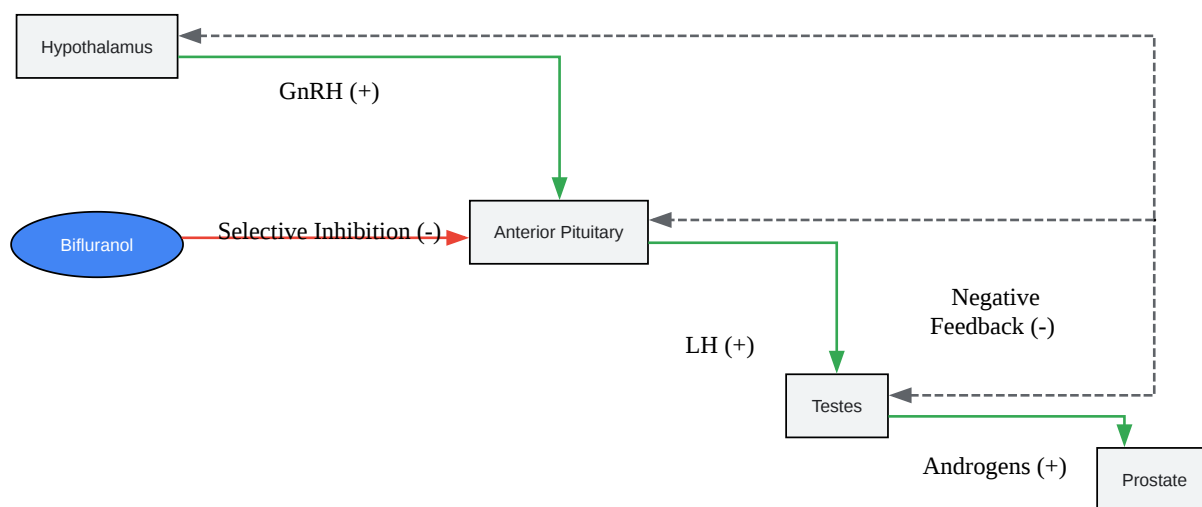 Hypothalamus
GnRH (+)
Bifluranol
Selective Inhibition (-)
Anterior Pituitary
Negative
Feedback (-)
LH (+)
Testes
Androgens (+)
Prostate